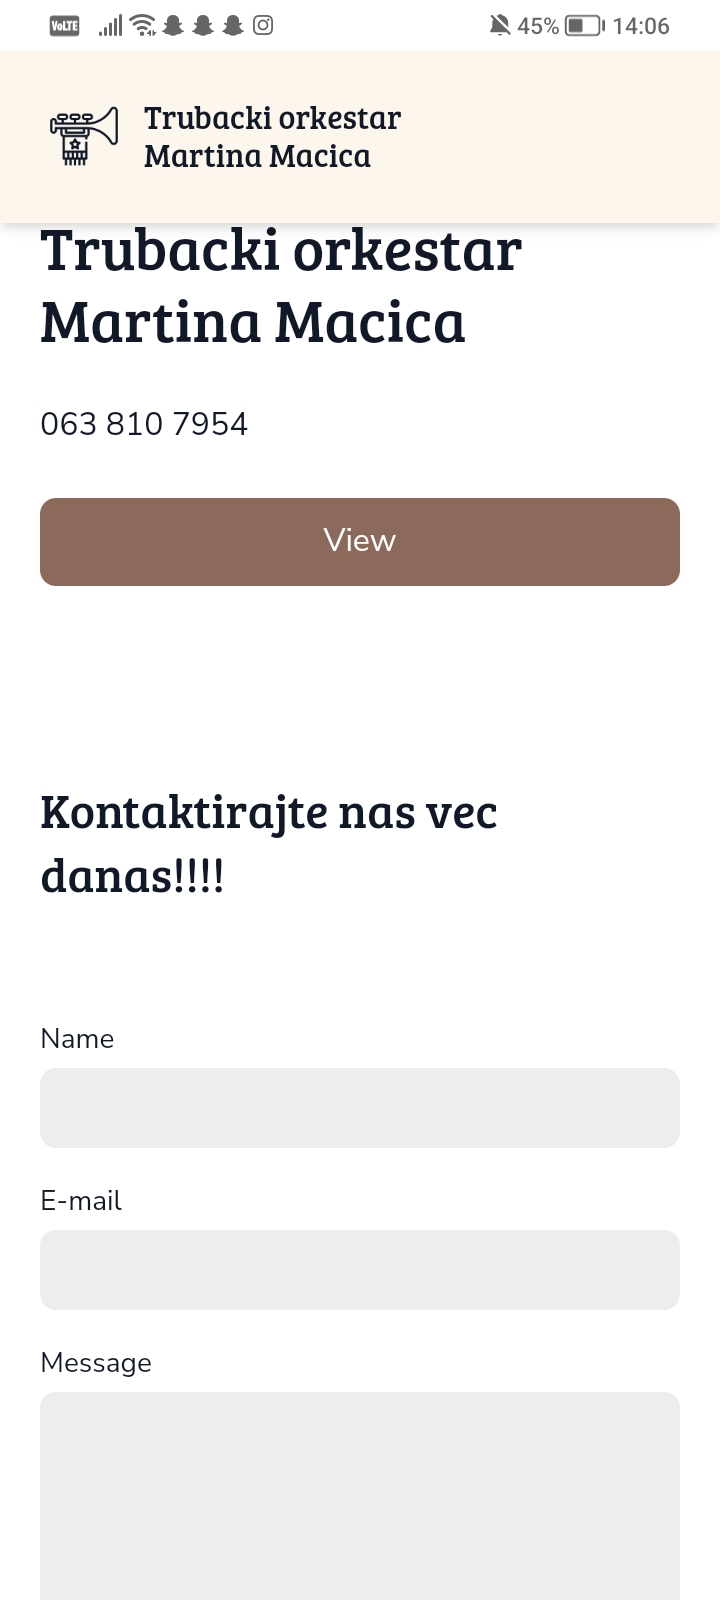 VoLTE 45% 14:06
Trubacki orkestar
Martina Macica
Trubacki orkestar
Martina Macica
063 810 7954
View
Kontaktirajte nas vec
danas!!!!
Name
E-mail
Message